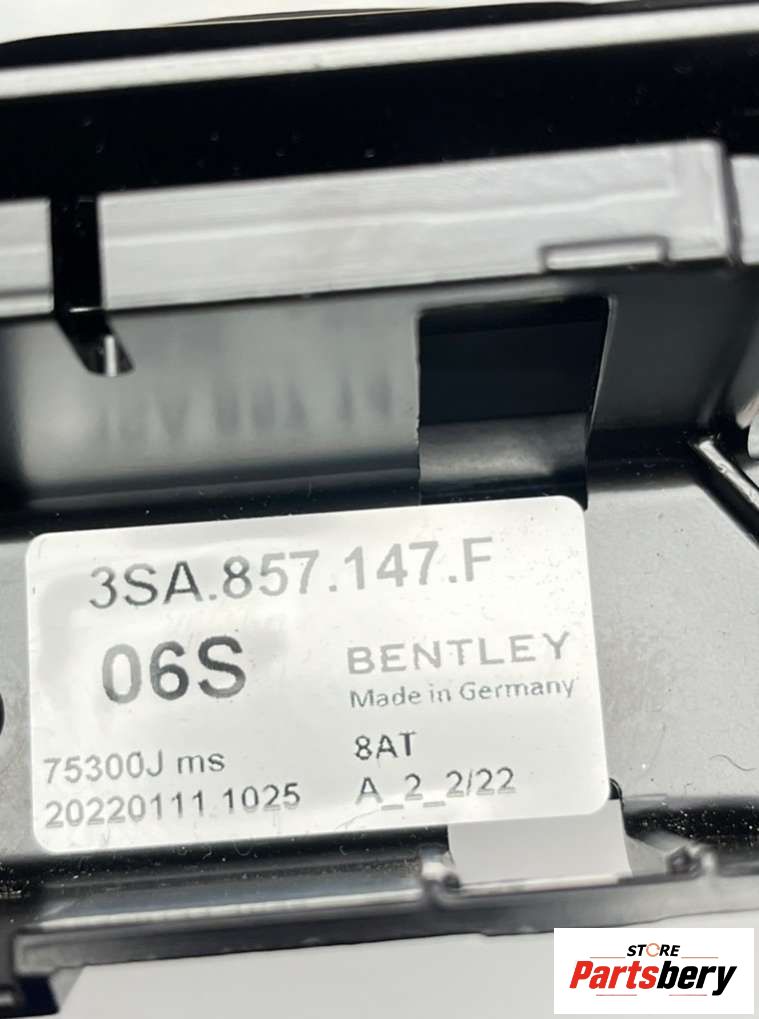 3SA.857.147.F
06S
BENTLEY
Made in Germany
75300J ms
8AT
20220111 1025
A_2_2/22
STORE
Partsbery